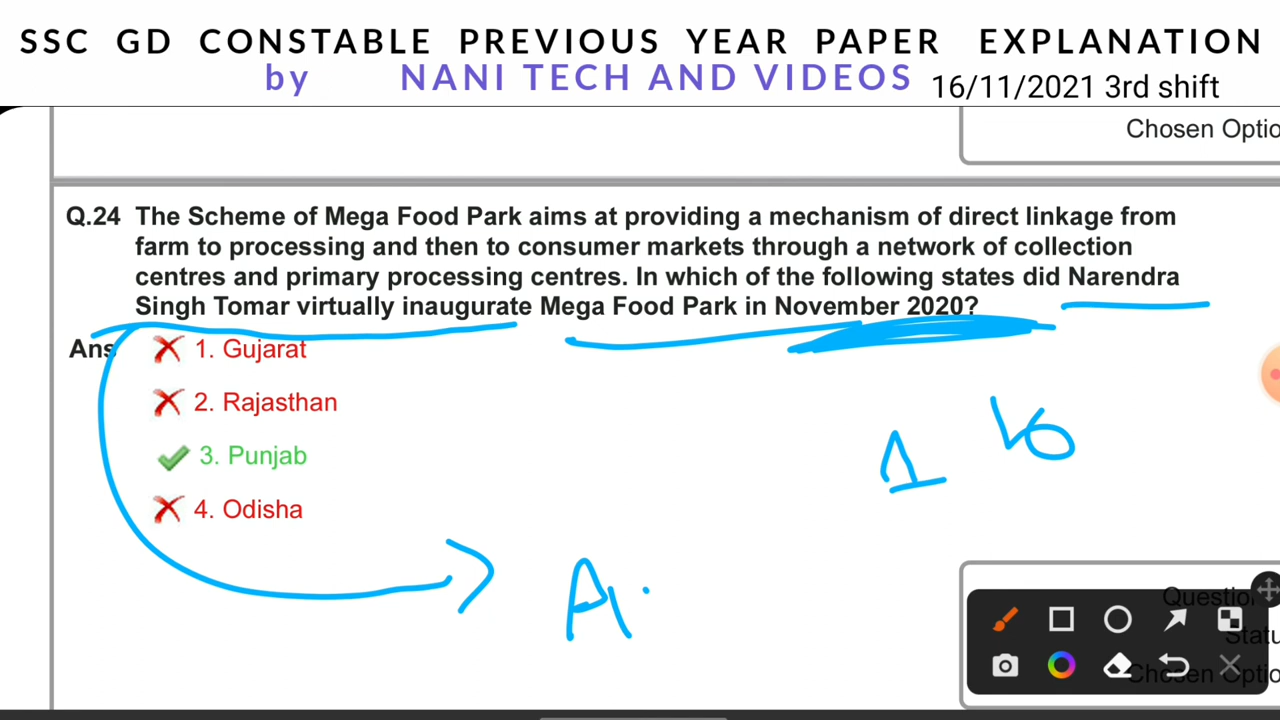 SSC GD CONSTABLE PREVIOUS YEAR PAPER EXPLANATION
by NANI TECH AND VIDEOS 16/11/2021 3rd shift
Chosen Optio
Q.24 The Scheme of Mega Food Park aims at providing a mechanism of direct linkage from
farm to processing and then to consumer markets through a network of collection
centres and primary processing centres. In which of the following states did Narendra
Singh Tomar virtually inaugurate Mega Food Park in November 2020?
Ans 1. Gujarat
2. Rajasthan
3. Punjab
4. Odisha
Question
Statu
Chosen Optio